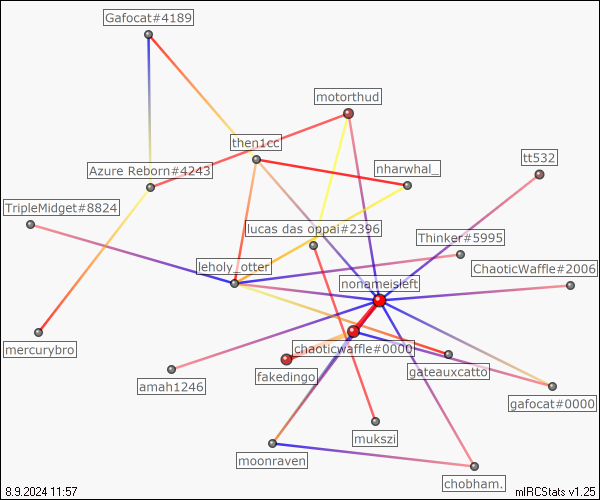 Gafocat#4189
motorthud
then1cc
tt532
nharwhal_
Azure Reborn#4243
TripleMidget#8824
lucas das oppai#2396
Thinker#5995
leholy_otter
ChaoticWaffle#2006
nonameisleft
chaoticwaffle#0000
mercurybro
gateauxcatto
fakedingo
amah1246
gafocat#0000
mukszi
moonraven
chobham.
8.9.2024 11:57
mIRCStats v1.25